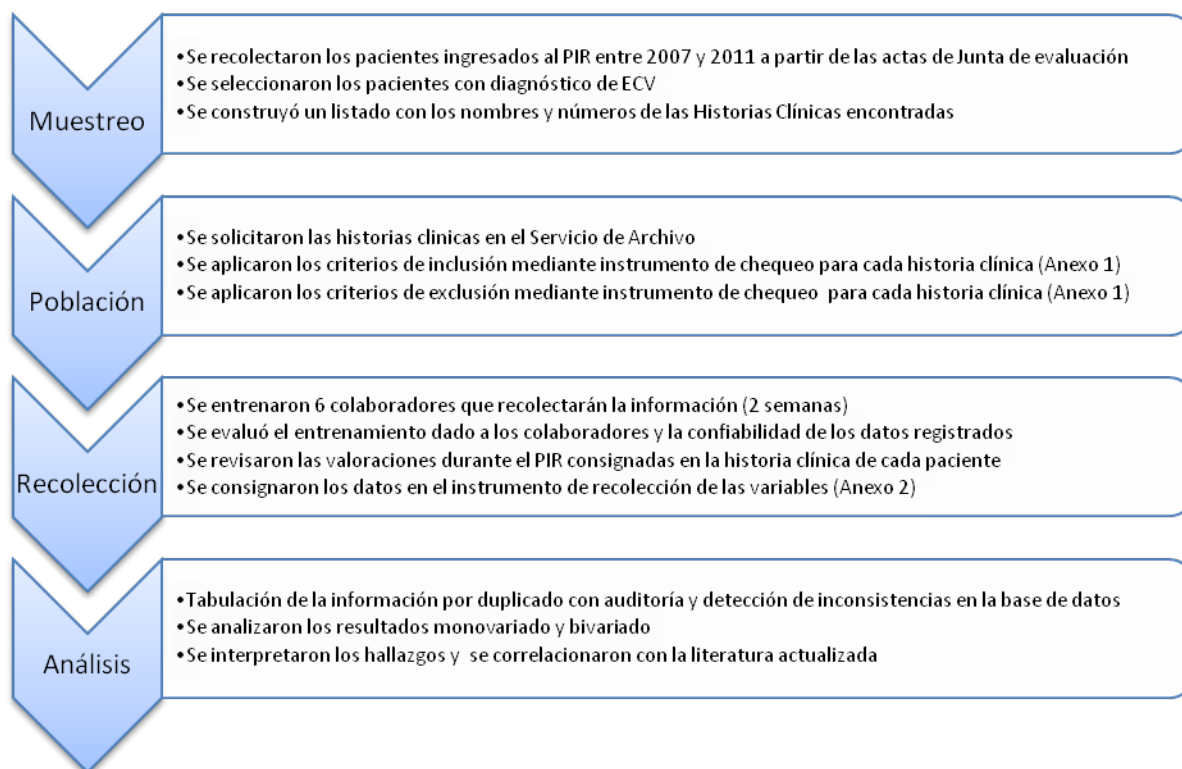 Muestreo
•Se recolectaron los pacientes ingresados al PIR entre 2007 y 2011 a partir de las actas de Junta de evaluación
•Se seleccionaron los pacientes con diagnóstico de ECV
•Se construyó un listado con los nombres y números de las Historias Clínicas encontradas
Población
•Se solicitaron las historias clinicas en el Servicio de Archivo
•Se aplicaron los criterios de inclusión mediante instrumento de chequeo para cada historia clínica (Anexo 1)
•Se aplicaron los criterios de exclusión mediante instrumento de chequeo para cada historia clínica (Anexo 1)
Recolección
•Se entrenaron 6 colaboradores que recolectarán la información (2 semanas)
•Se evaluó el entrenamiento dado a los colaboradores y la confiabilidad de los datos registrados
•Se revisaron las valoraciones durante el PIR consignadas en la historia clínica de cada paciente
•Se consignaron los datos en el instrumento de recolección de las variables (Anexo 2)
Análisis
•Tabulación de la información por duplicado con auditoría y detección de inconsistencias en la base de datos
•Se analizaron los resultados monovariado y bivariado
•Se interpretaron los hallazgos y se correlacionaron con la literatura actualizada